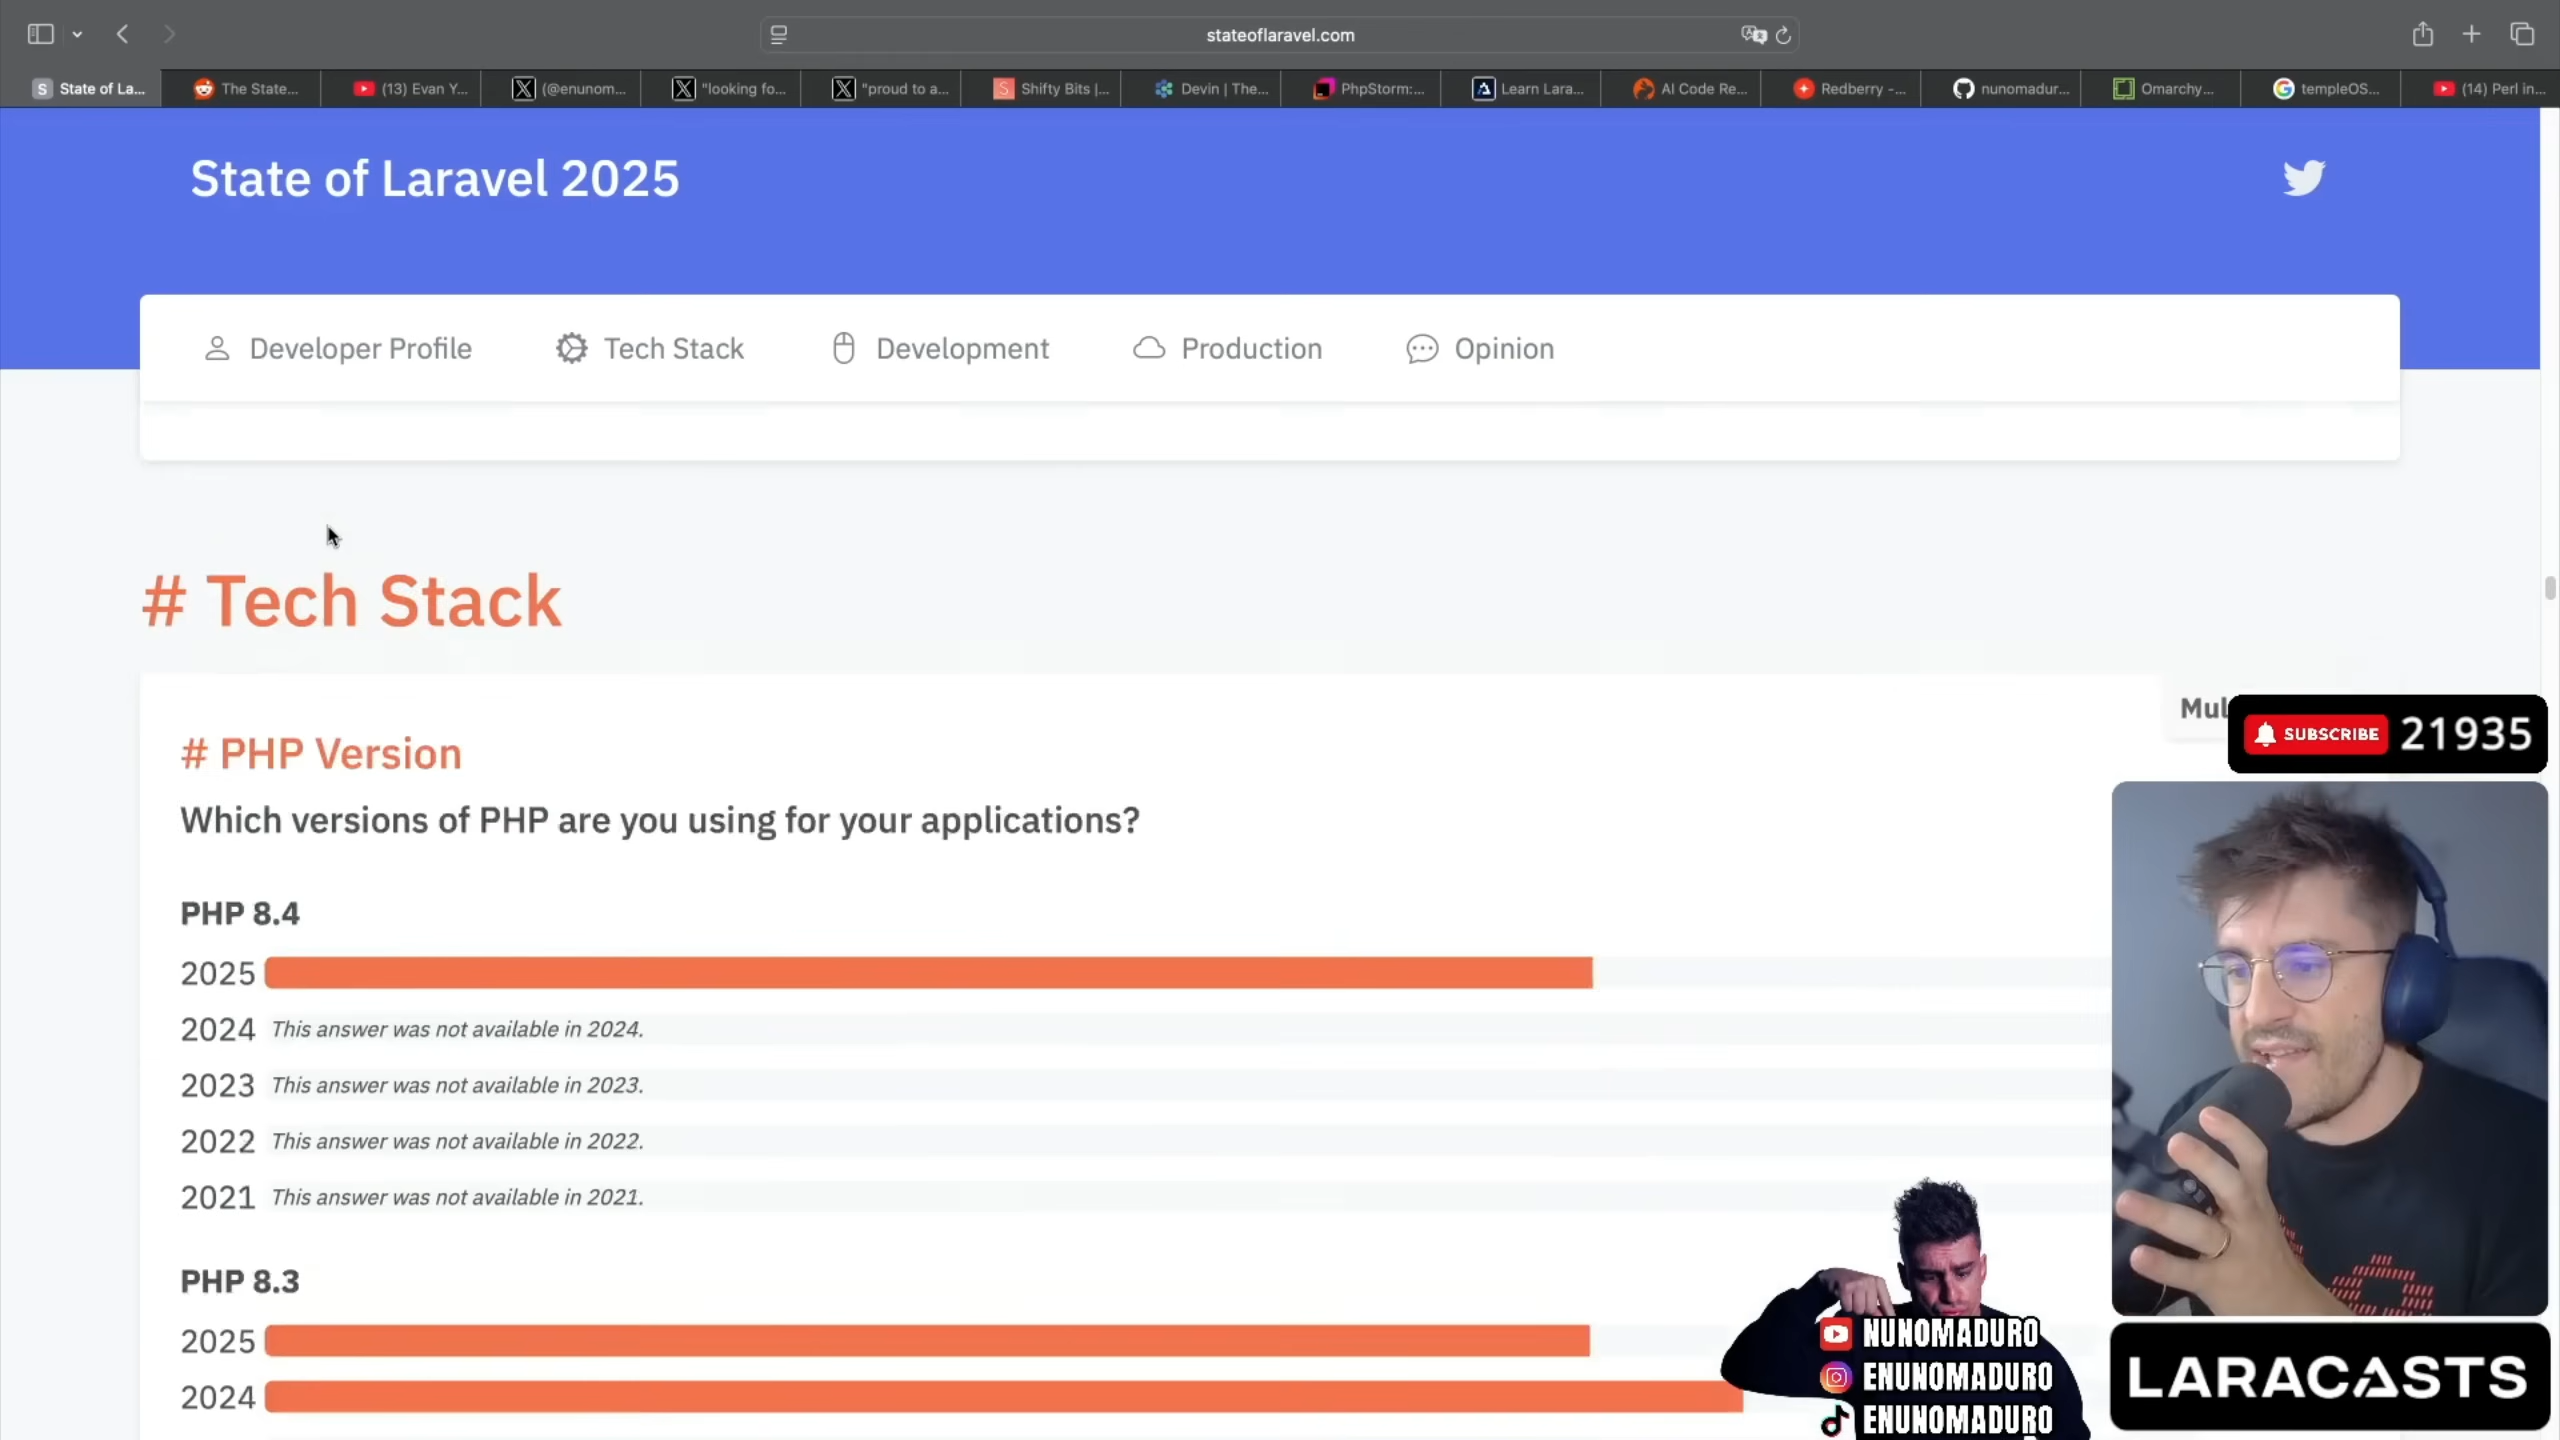 stateoflaravel.com
S State of La...
The State...
(13) Evan Y...
(@enunom...
"looking fo...
"proud to a...
S Shifty Bits |...
Devin | The...
PhpStorm:...
Learn Lara...
AI Code Re...
Redberry -...
nunomadur...
Omarchy...
templeOS...
(14) Perl in...
State of Laravel 2025
Developer Profile
Tech Stack
Development
Production
Opinion
# Tech Stack
Mul
SUBSCRIBE 21935
# PHP Version
Which versions of PHP are you using for your applications?
PHP 8.4
2025
2024 This answer was not available in 2024.
2023 This answer was not available in 2023.
2022 This answer was not available in 2022.
2021 This answer was not available in 2021.
PHP 8.3
2025
2024
NUNOMADURO
ENUNOMADURO
ENUNOMADURO
LARACASTS